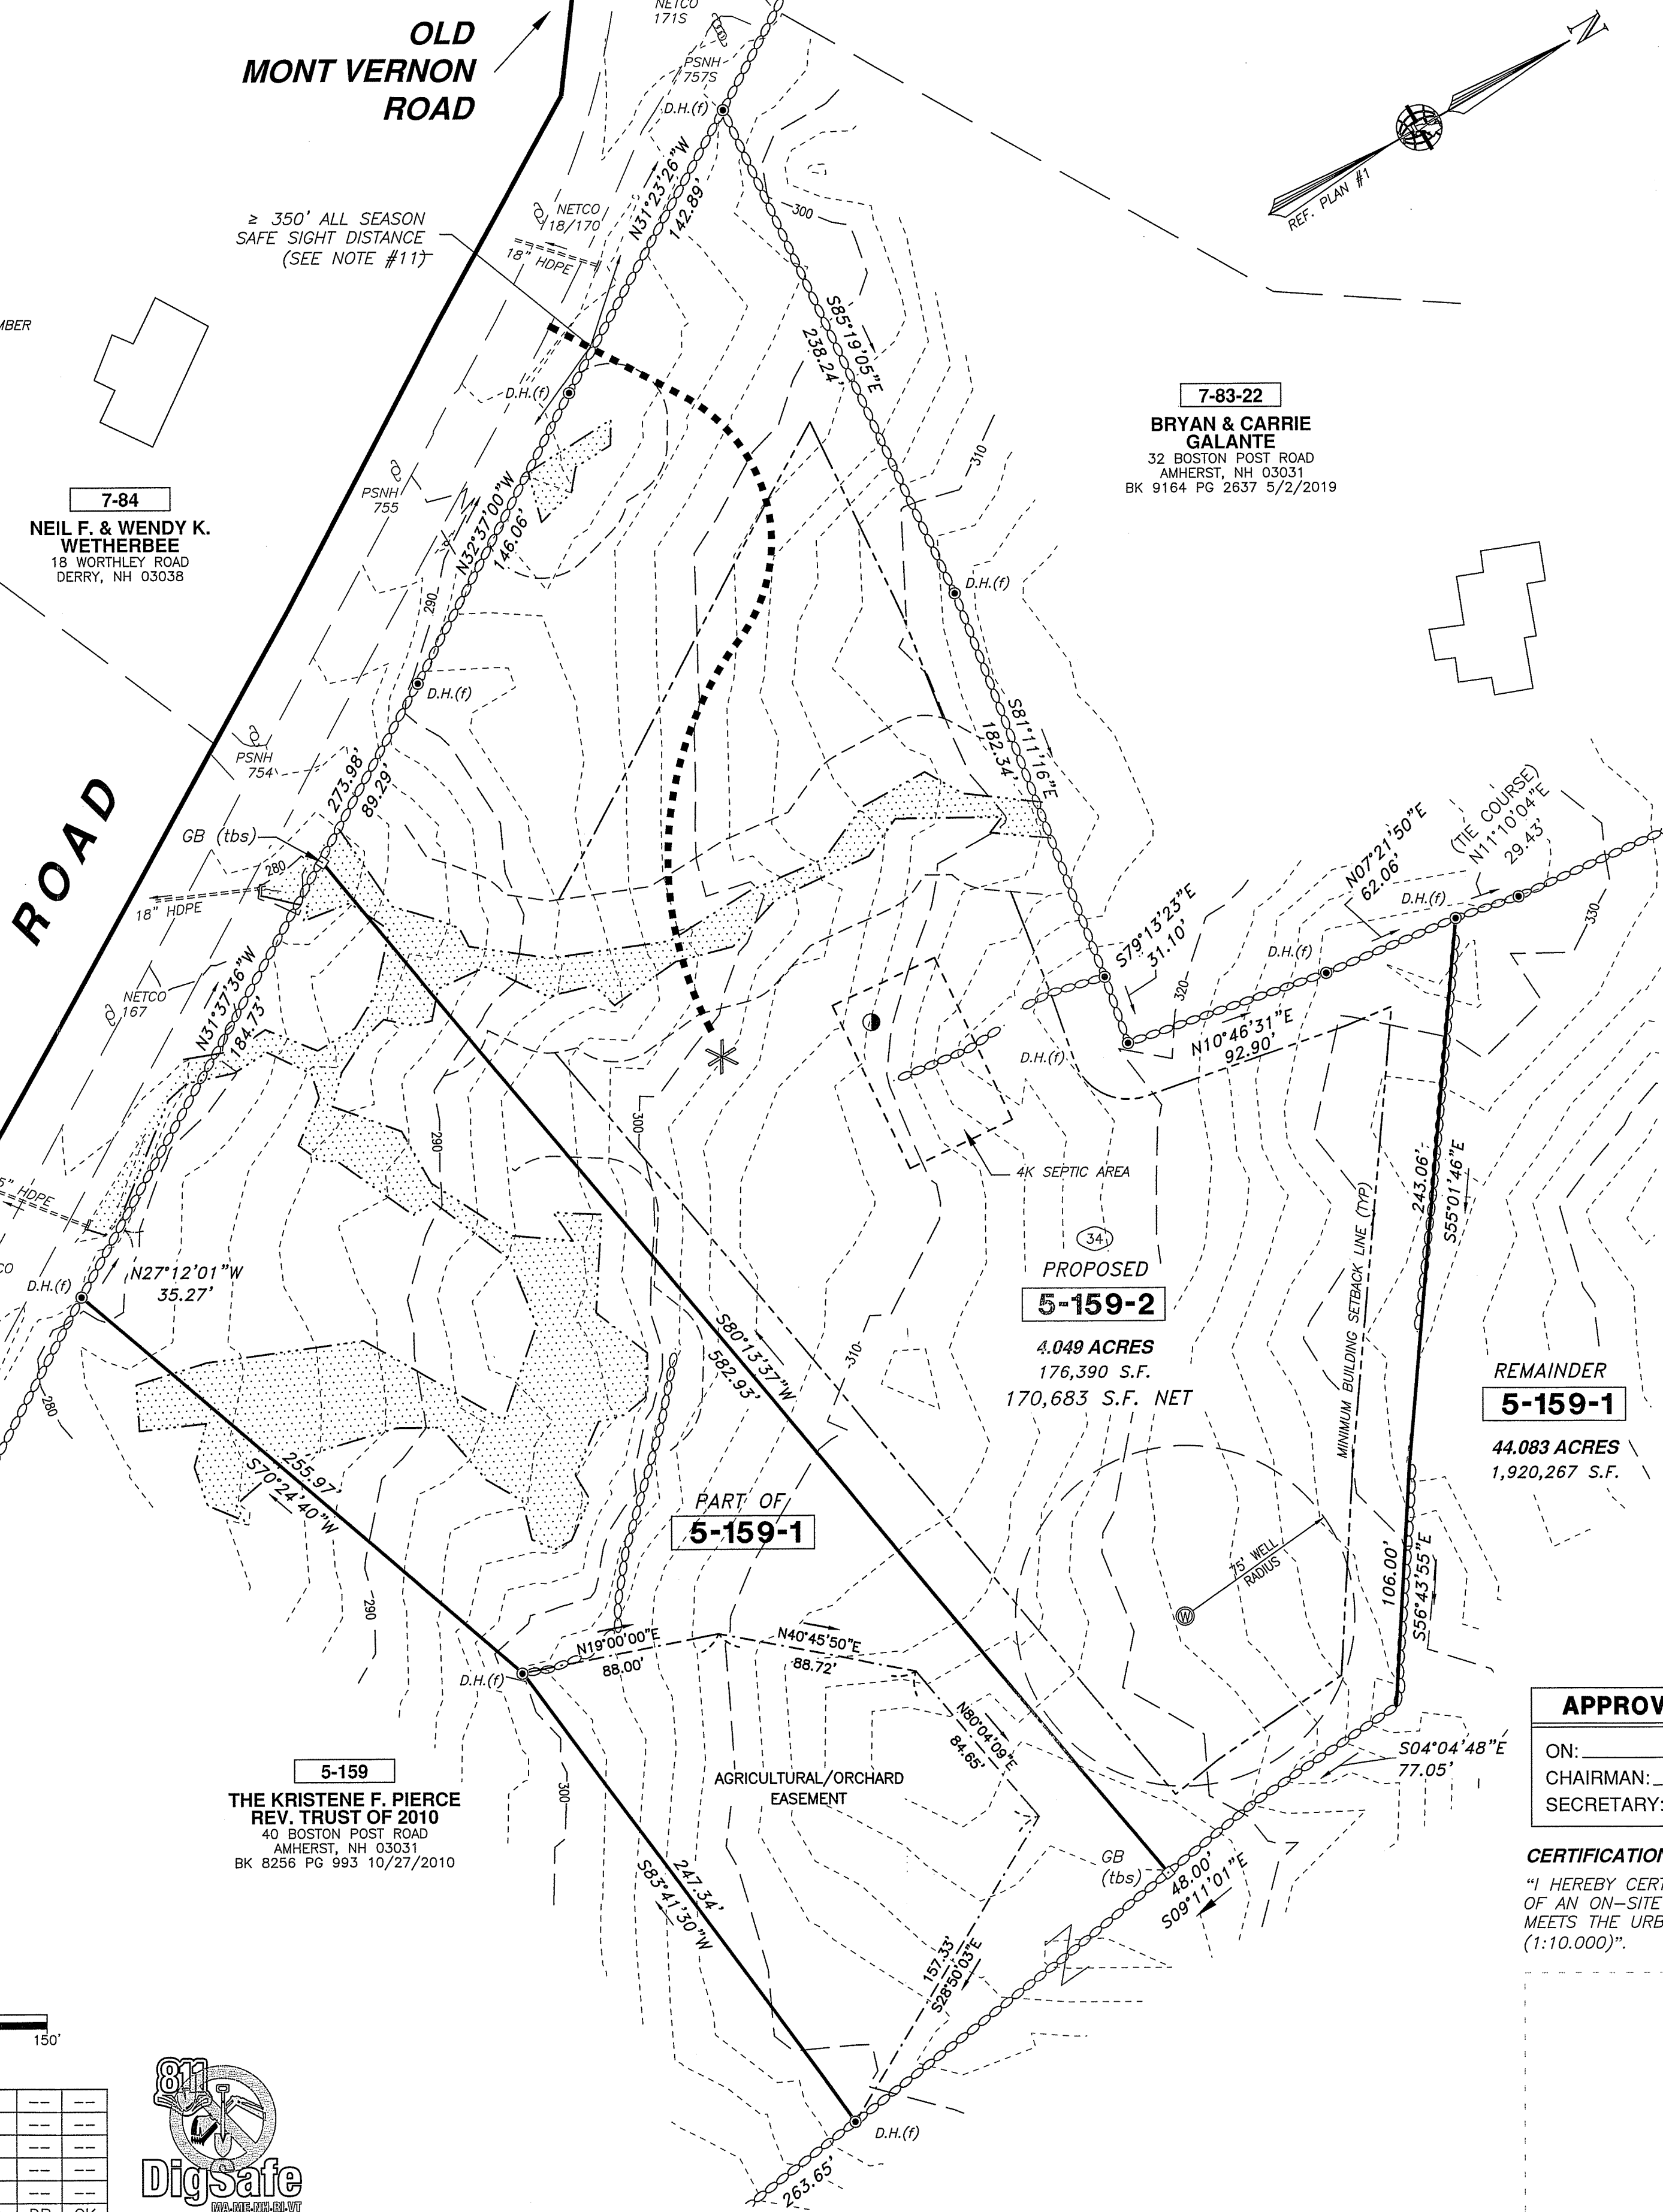 NETCO
171S
OLD
MONT VERNON
ROAD
PSNH
757S
D.H.(f)
N
REF. PLAN #1
≥ 350' ALL SEASON
SAFE SIGHT DISTANCE
(SEE NOTE #11)
NETCO
18/170
18" HDPE
N31°23'26"W
142.89'
300
S85°19'05"E
238.24'
MBER
D.H.(f)
7-83-22
BRYAN & CARRIE
GALANTE
32 BOSTON POST ROAD
AMHERST, NH 03031
BK 9164 PG 2637 5/2/2019
310
7-84
NEIL F. & WENDY K.
WETHERBEE
18 WORTHLEY ROAD
DERRY, NH 03038
PSNH
755
N32°37'00"W
146.06'
290
D.H.(f)
D.H.(f)
S81°11'16"E
182.34'
PSNH
754
273.98'
89.29'
GB (tbs)
280
18" HDPE
ROAD
(TIE COURSE)
N11°10'04"E
29.43'
N07°21'50"E
62.06'
D.H.(f)
330
S79°13'23"E
31.10'
D.H.(f)
320
NETCO
167
N31°37'36"W
184.73'
D.H.(f)
N10°46'31"E
92.90'
300
290
4K SEPTIC AREA
5" HDPE
CO
D.H.(f)
N27°12'01"W
35.27'
34
PROPOSED
5-159-2
4.049 ACRES
176,390 S.F.
170,683 S.F. NET
MINIMUM BUILDING SETBACK LINE (TYP)
243.06'
S55°01'46"E
S80°13'37"W
582.93'
310
REMAINDER
5-159-1
44.083 ACRES
1,920,267 S.F.
280
255.97'
S70°24'40"W
PART OF
5-159-1
75' WELL
RADIUS
W
106.00'
S56°43'55"E
290
N19°00'00"E
88.00'
N40°45'50"E
88.72'
D.H.(f)
N80°04'09"E
84.65'
APPROV
ON:
CHAIRMAN:
SECRETARY:
S04°04'48"E
77.05'
5-159
THE KRISTENE F. PIERCE
REV. TRUST OF 2010
40 BOSTON POST ROAD
AMHERST, NH 03031
BK 8256 PG 993 10/27/2010
300
AGRICULTURAL/ORCHARD
EASEMENT
GB
(tbs)
48.00'
S09°11'01"E
CERTIFICATION
"I HEREBY CERT
OF AN ON-SITE
MEETS THE URB
(1:10.000)".
247.34'
S83°41'30"W
157.33'
S28°50'03"E
150'
811
DigSafe
MA·ME·NH·RI·VT
D.H.(f)
263.65'
-- --
-- --
-- --
-- --
-- --